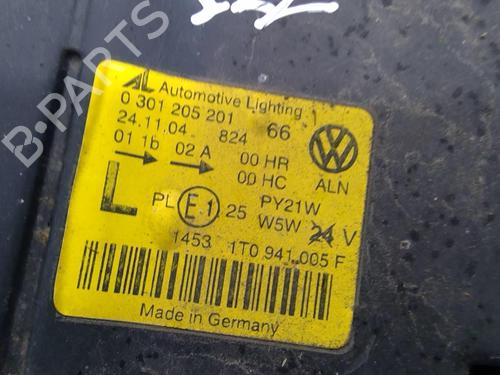 B-PARTS
AL Automotive Lighting
0 301 205 201 66
24.11.04 824
01 1b 02 A 00 HR
00 HC ALN
L PL E1 25 PY21W
W5W 24 V
1453 1T0 941 005 F
Made in Germany